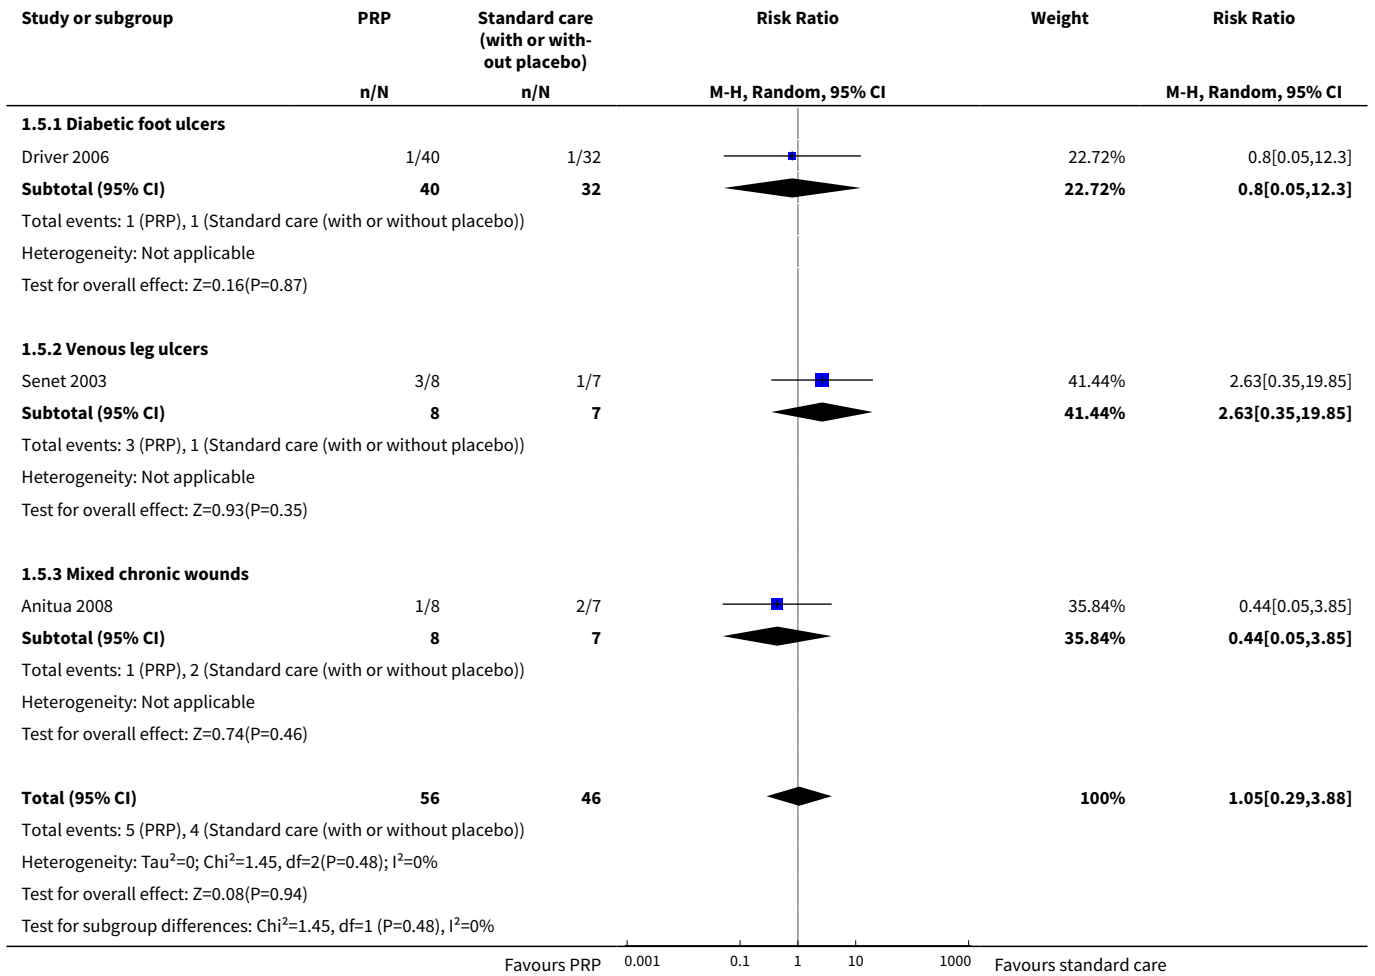 Study or subgroup PRP Standard care (with or with-out placebo) Risk Ratio Weight Risk Ratio
n/N n/N M-H, Random, 95% CI M-H, Random, 95% CI
1.5.1 Diabetic foot ulcers
Driver 2006 1/40 1/32 22.72% 0.8[0.05,12.3]
Subtotal (95% CI) 40 32 22.72% 0.8[0.05,12.3]
Total events: 1 (PRP), 1 (Standard care (with or without placebo))
Heterogeneity: Not applicable
Test for overall effect: Z=0.16(P=0.87)
1.5.2 Venous leg ulcers
Senet 2003 3/8 1/7 41.44% 2.63[0.35,19.85]
Subtotal (95% CI) 8 7 41.44% 2.63[0.35,19.85]
Total events: 3 (PRP), 1 (Standard care (with or without placebo))
Heterogeneity: Not applicable
Test for overall effect: Z=0.93(P=0.35)
1.5.3 Mixed chronic wounds
Anitua 2008 1/8 2/7 35.84% 0.44[0.05,3.85]
Subtotal (95% CI) 8 7 35.84% 0.44[0.05,3.85]
Total events: 1 (PRP), 2 (Standard care (with or without placebo))
Heterogeneity: Not applicable
Test for overall effect: Z=0.74(P=0.46)
Total (95% CI) 56 46 100% 1.05[0.29,3.88]
Total events: 5 (PRP), 4 (Standard care (with or without placebo))
Heterogeneity: Tau²=0; Chi²=1.45, df=2(P=0.48); I²=0%
Test for overall effect: Z=0.08(P=0.94)
Test for subgroup differences: Chi²=1.45, df=1 (P=0.48), I²=0%
Favours PRP 0.001 0.1 1 10 1000 Favours standard care